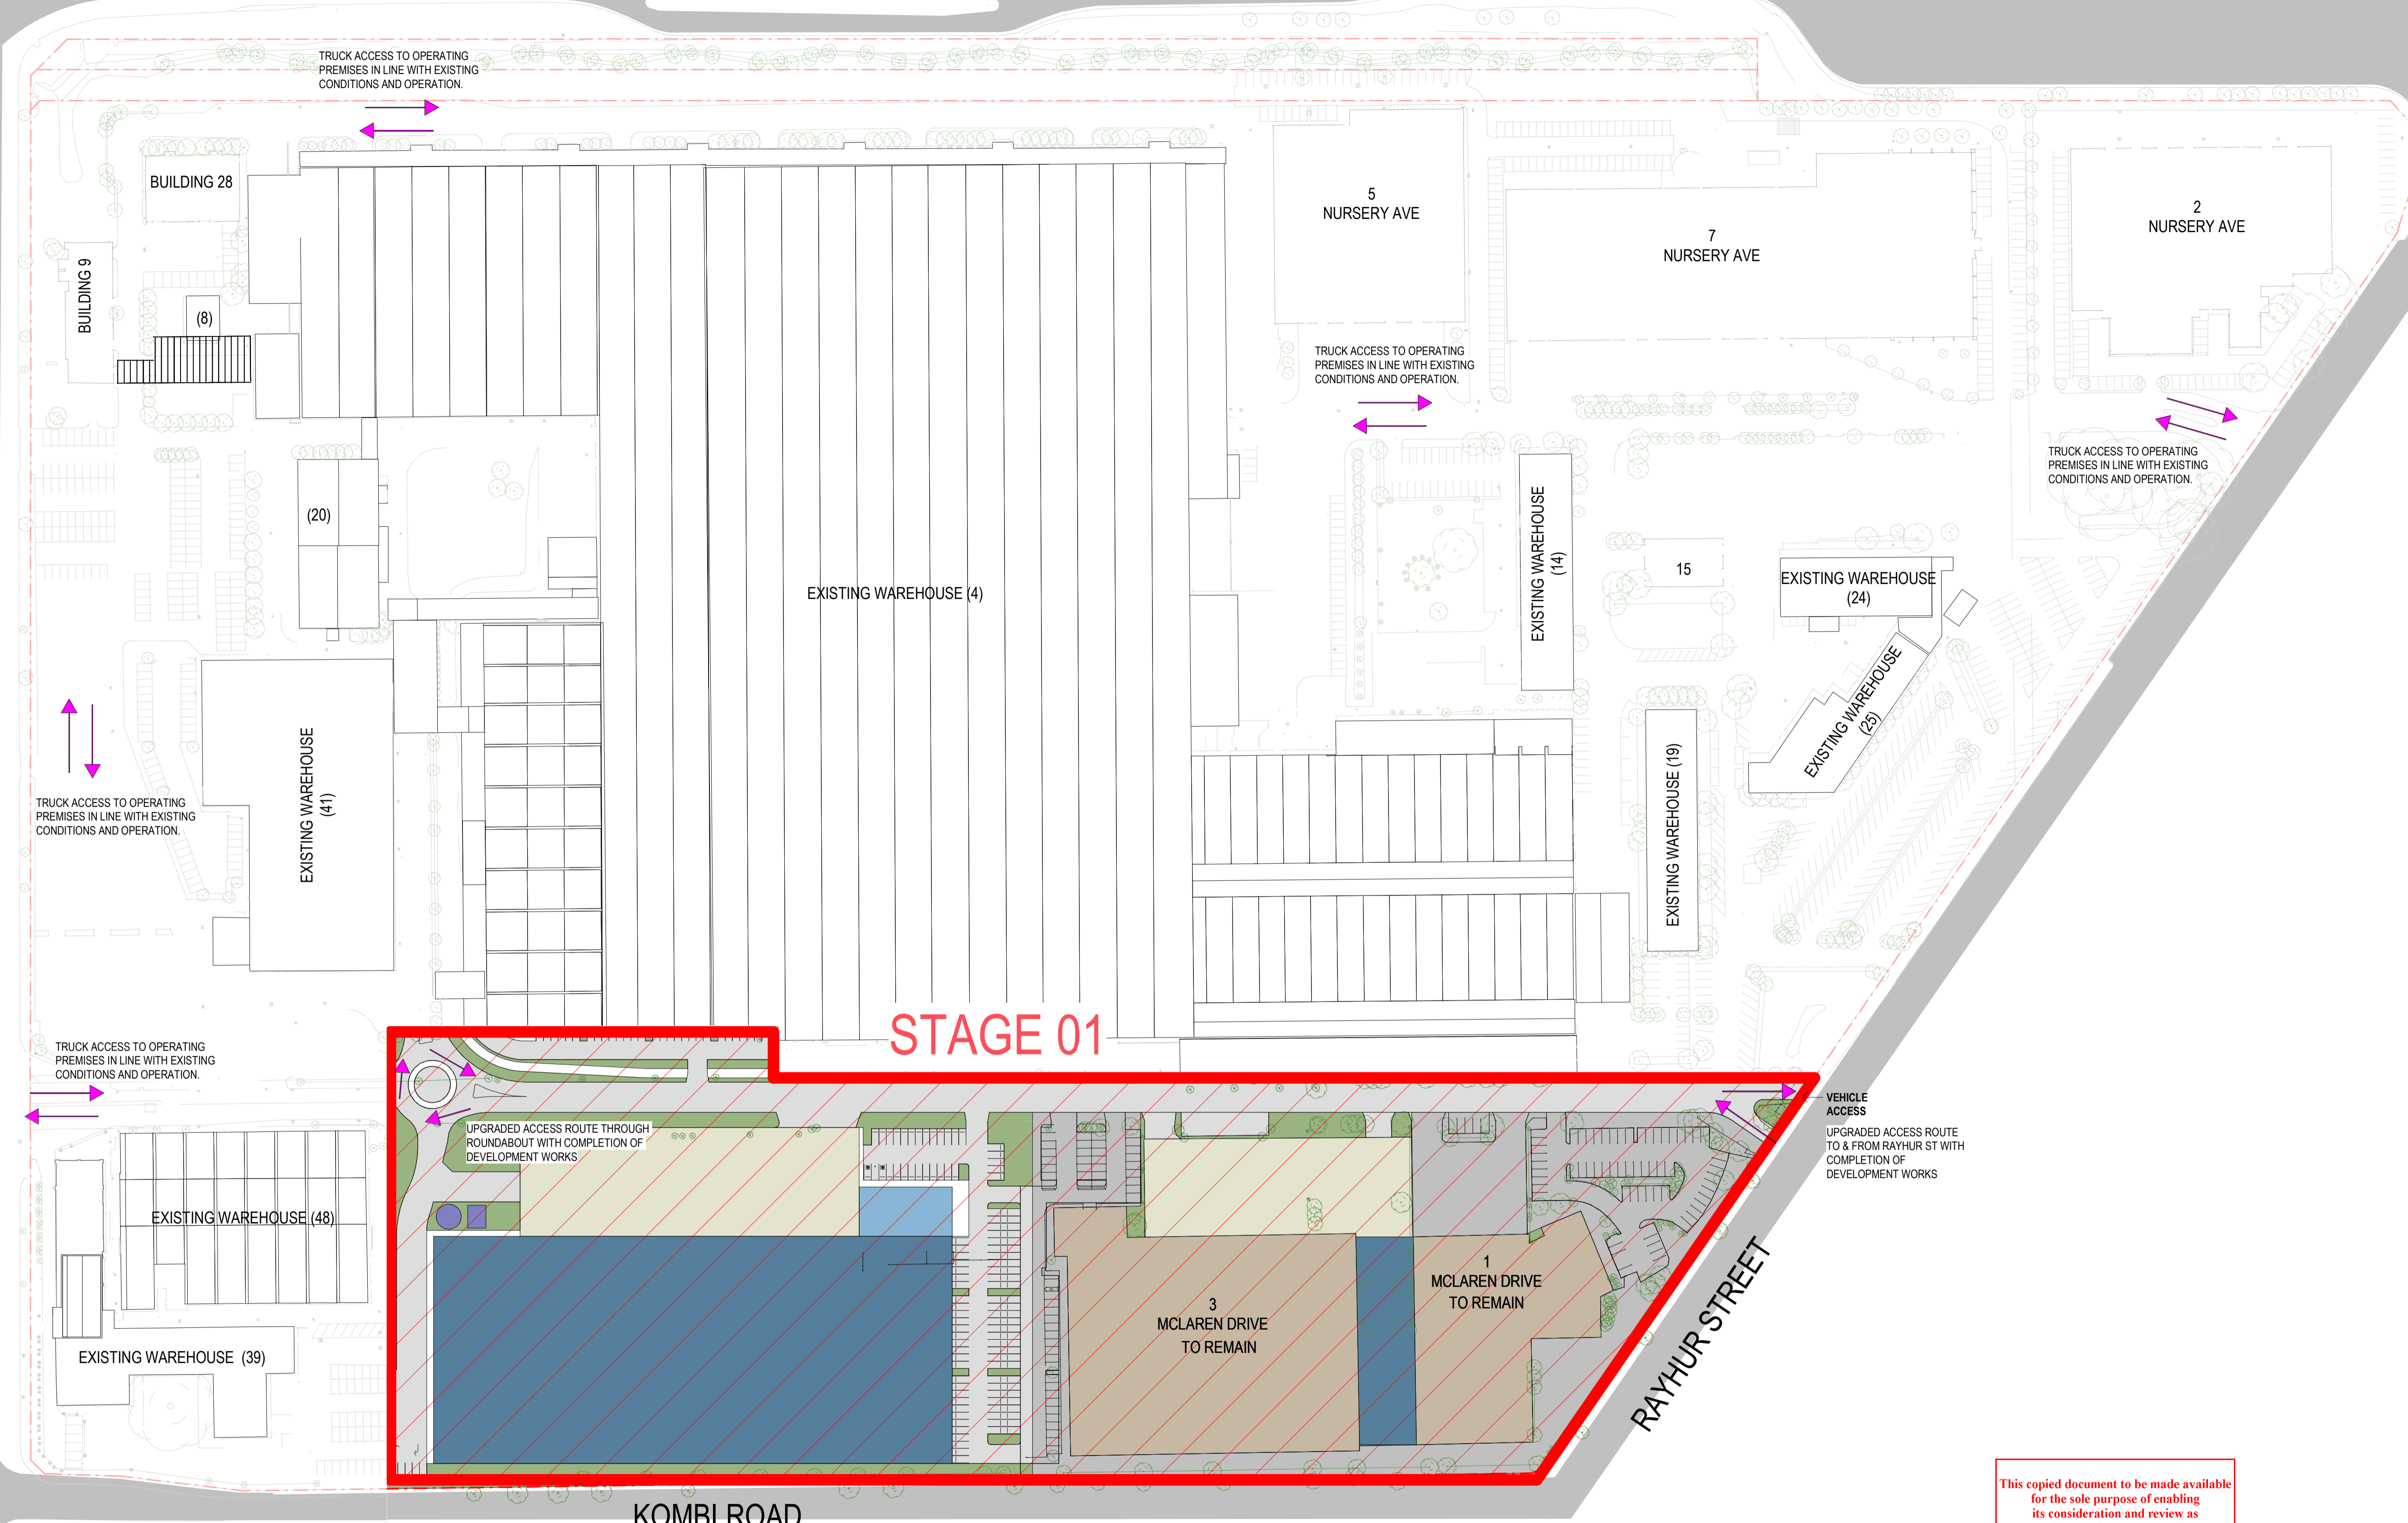 TRUCK ACCESS TO OPERATING
PREMISES IN LINE WITH EXISTING
CONDITIONS AND OPERATION.
BUILDING 28
BUILDING 9
(8)
5
NURSERY AVE
7
NURSERY AVE
2
NURSERY AVE
TRUCK ACCESS TO OPERATING
PREMISES IN LINE WITH EXISTING
CONDITIONS AND OPERATION.
TRUCK ACCESS TO OPERATING
PREMISES IN LINE WITH EXISTING
CONDITIONS AND OPERATION.
(20)
EXISTING WAREHOUSE (4)
EXISTING WAREHOUSE
(14)
15
EXISTING WAREHOUSE
(24)
EXISTING WAREHOUSE
(25)
EXISTING WAREHOUSE
(41)
EXISTING WAREHOUSE (19)
TRUCK ACCESS TO OPERATING
PREMISES IN LINE WITH EXISTING
CONDITIONS AND OPERATION.
STAGE 01
TRUCK ACCESS TO OPERATING
PREMISES IN LINE WITH EXISTING
CONDITIONS AND OPERATION.
UPGRADED ACCESS ROUTE THROUGH
ROUNDABOUT WITH COMPLETION OF
DEVELOPMENT WORKS
VEHICLE
ACCESS
UPGRADED ACCESS ROUTE
TO & FROM RAYHUR ST WITH
COMPLETION OF
DEVELOPMENT WORKS
EXISTING WAREHOUSE (48)
EXISTING WAREHOUSE (39)
3
MCLAREN DRIVE
TO REMAIN
1
MCLAREN DRIVE
TO REMAIN
RAYHUR STREET
KOMBI ROAD
This copied document to be made available
for the sole purpose of enabling
its consideration and review as